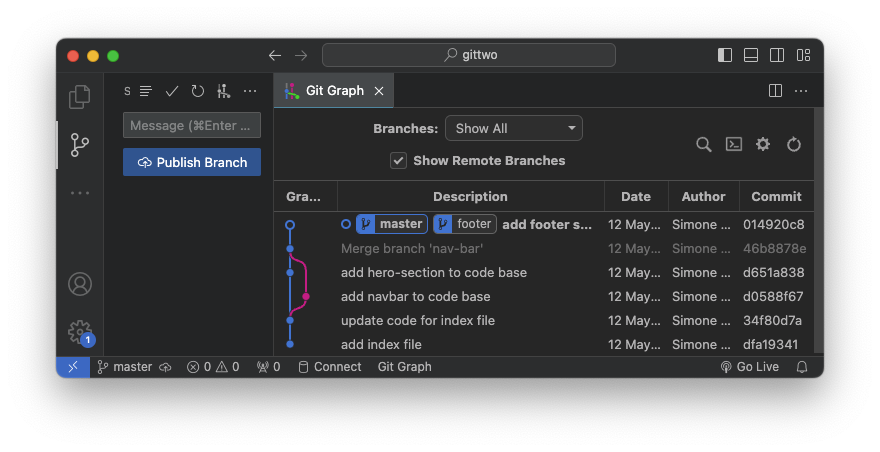 gittwo
S
Git Graph
Message (⌘Enter ...
Publish Branch
Branches: Show All
Show Remote Branches
Gra... Description Date Author Commit
master footer add footer s... 12 May... Simone ... 014920c8
Merge branch 'nav-bar' 12 May... Simone ... 46b8878e
add hero-section to code base 12 May... Simone ... d651a838
add navbar to code base 12 May... Simone ... d0588f67
update code for index file 12 May... Simone ... 34f80d7a
add index file 12 May... Simone ... dfa19341
1
master 0 0 0 Connect Git Graph Go Live